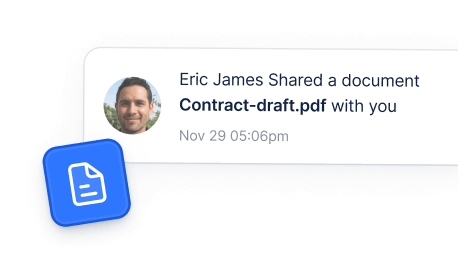 Eric James Shared a document
Contract-draft.pdf with you
Nov 29 05:06pm